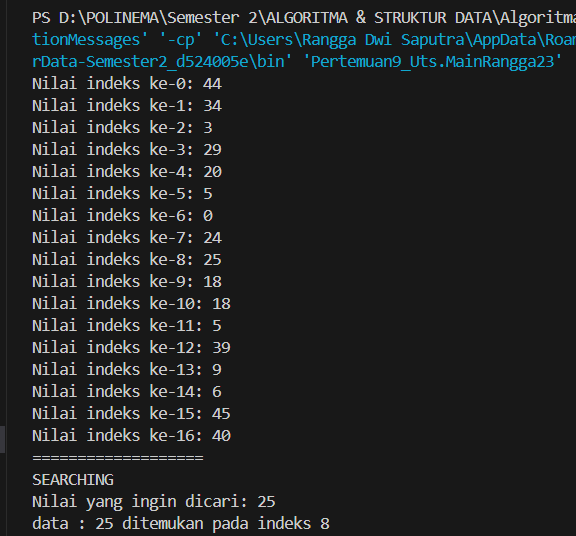 PS D:\POLINEMA\Semester 2\ALGORITMA & STRUKTUR DATA\Algoritma
tionMessages' '-cp' 'C:\Users\Rangga Dwi Saputra\AppData\Roam
rData-Semester2_d524005e\bin' 'Pertemuan9_Uts.MainRangga23'
Nilai indeks ke-0: 44
Nilai indeks ke-1: 34
Nilai indeks ke-2: 3
Nilai indeks ke-3: 29
Nilai indeks ke-4: 20
Nilai indeks ke-5: 5
Nilai indeks ke-6: 0
Nilai indeks ke-7: 24
Nilai indeks ke-8: 25
Nilai indeks ke-9: 18
Nilai indeks ke-10: 18
Nilai indeks ke-11: 5
Nilai indeks ke-12: 39
Nilai indeks ke-13: 9
Nilai indeks ke-14: 6
Nilai indeks ke-15: 45
Nilai indeks ke-16: 40
===================
SEARCHING
Nilai yang ingin dicari: 25
data : 25 ditemukan pada indeks 8